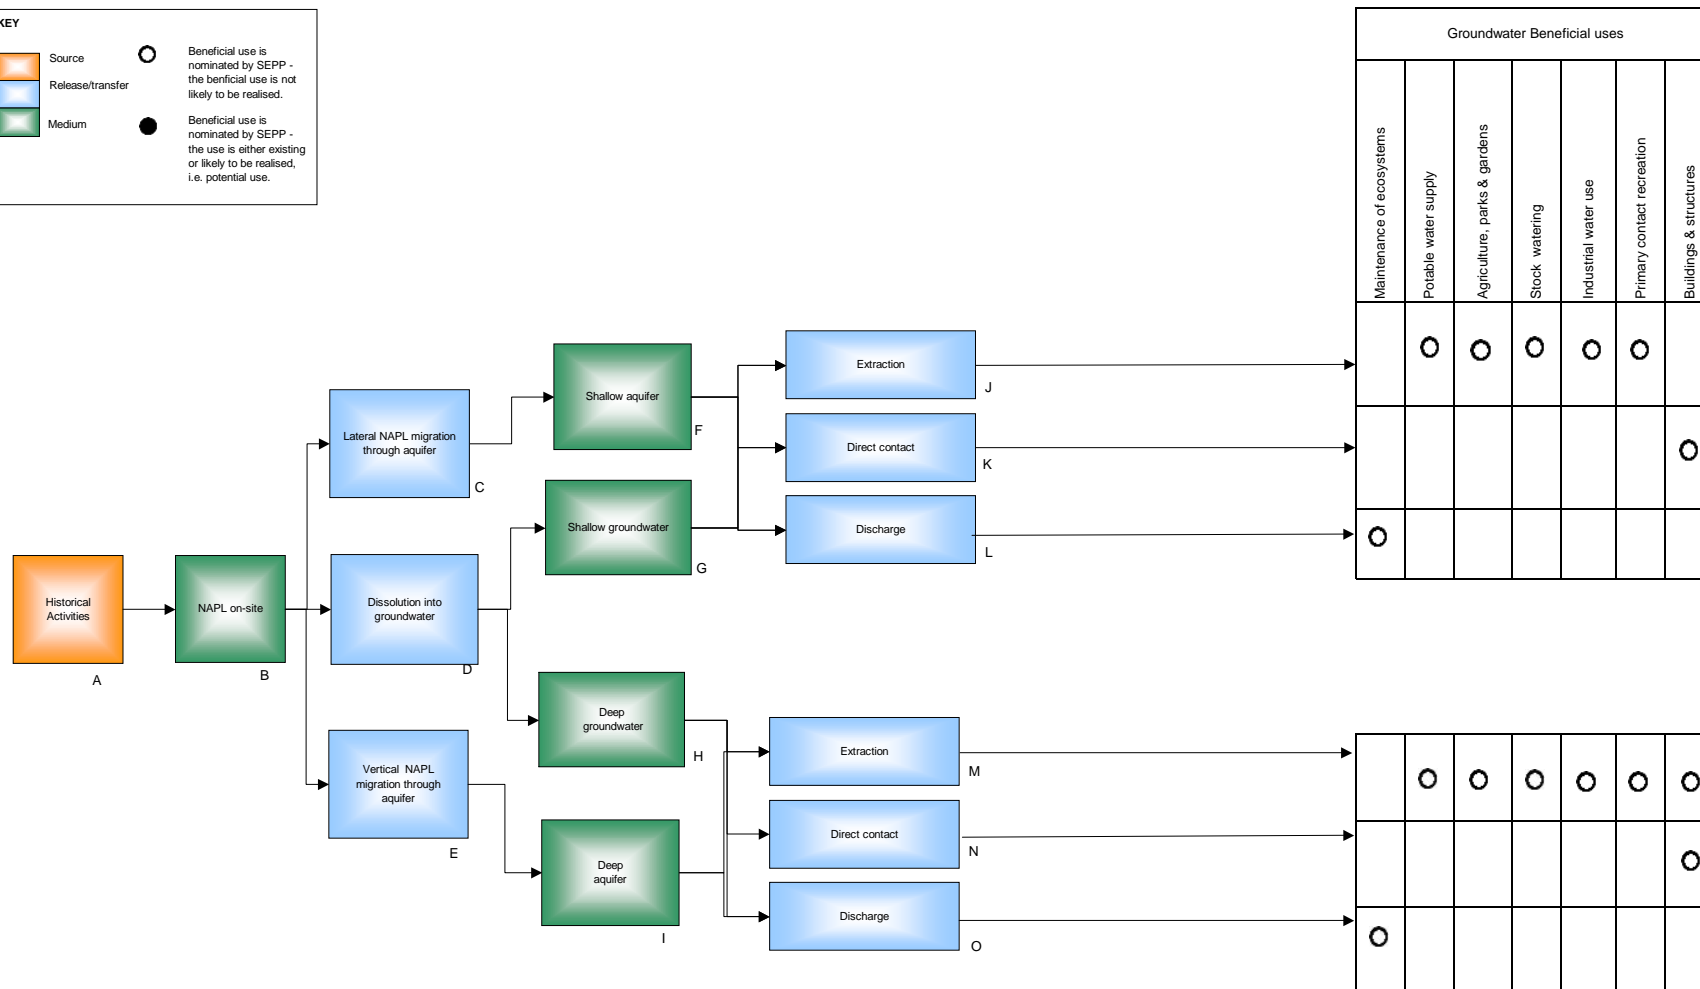 KEY
Source
Release/transfer
Medium
Beneficial use is
nominated by SEPP -
the benficial use is not
likely to be realised.
Beneficial use is
nominated by SEPP -
the use is either existing
or likely to be realised,
i.e. potential use.
Groundwater Beneficial uses
Maintenance of ecosystems
Potable water supply
Agriculture, parks & gardens
Stock watering
Industrial water use
Primary contact recreation
Buildings & structures
Historical
Activities
A
NAPL on-site
B
Lateral NAPL migration
through aquifer
C
Dissolution into
groundwater
D
Vertical NAPL
migration through
aquifer
E
Shallow aquifer
F
Shallow groundwater
G
Deep
groundwater
H
Deep
aquifer
I
Extraction
J
Direct contact
K
Discharge
L
Extraction
M
Direct contact
N
Discharge
O